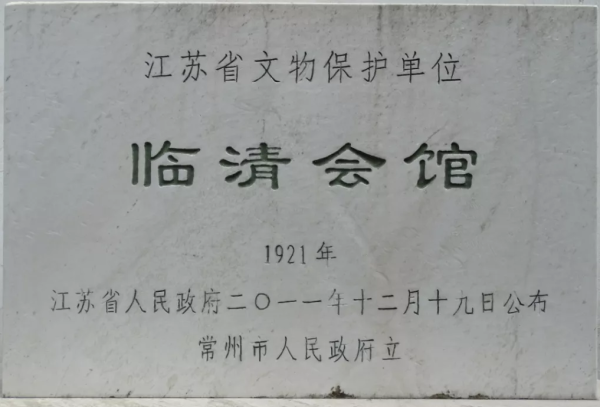 江苏省文物保护单位
临清会馆
1921年
江苏省人民政府二〇一一年十二月十九日公布
常州市人民政府立